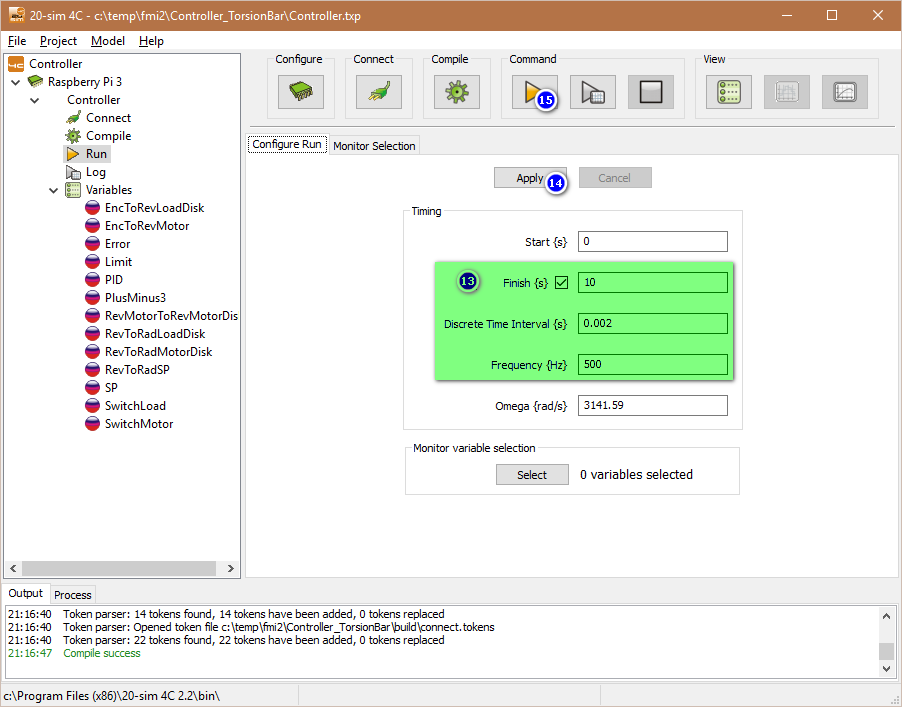 20-sim 4C - c:\temp\fmi2\Controller_TorsionBar\Controller.txp
File Project Model Help
Controller
Raspberry Pi 3
Controller
Connect
Compile
Run
Log
Variables
EncToRevLoadDisk
EncToRevMotor
Error
Limit
PID
PlusMinus3
RevMotorToRevMotorDis
RevToRadLoadDisk
RevToRadMotorDisk
RevToRadSP
SP
SwitchLoad
SwitchMotor
Configure Connect Compile Command View
15
Configure Run Monitor Selection
Apply 14 Cancel
Timing
Start {s} 0
13 Finish {s} 10
Discrete Time Interval {s} 0.002
Frequency {Hz} 500
Omega {rad/s} 3141.59
Monitor variable selection
Select 0 variables selected
Output Process
21:16:40 Token parser: 14 tokens found, 14 tokens have been added, 0 tokens replaced
21:16:40 Token parser: Opened token file c:\temp\fmi2\Controller_TorsionBar\build\connect.tokens
21:16:40 Token parser: 22 tokens found, 22 tokens have been added, 0 tokens replaced
21:16:47 Compile success
c:\Program Files (x86)\20-sim 4C 2.2\bin\